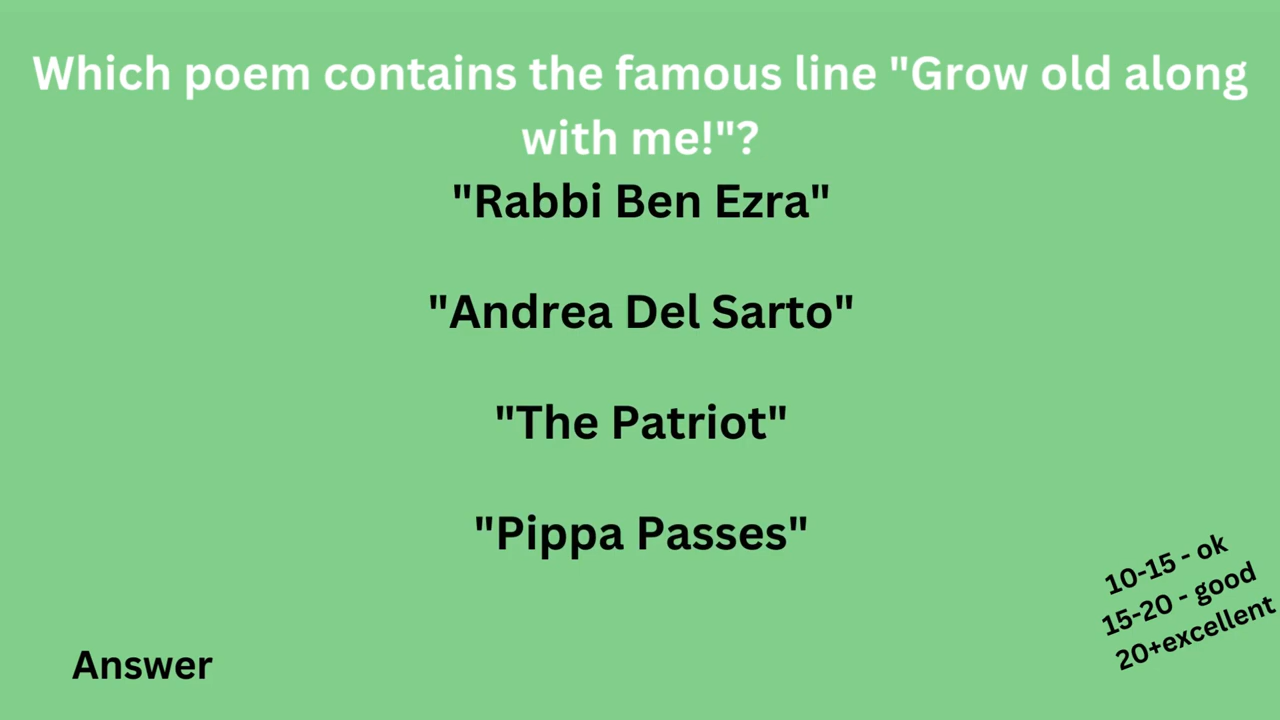 Which poem contains the famous line "Grow old along
with me!"?
"Rabbi Ben Ezra"
"Andrea Del Sarto"
"The Patriot"
"Pippa Passes"
10-15 - ok
15-20 - good
20+excellent
Answer